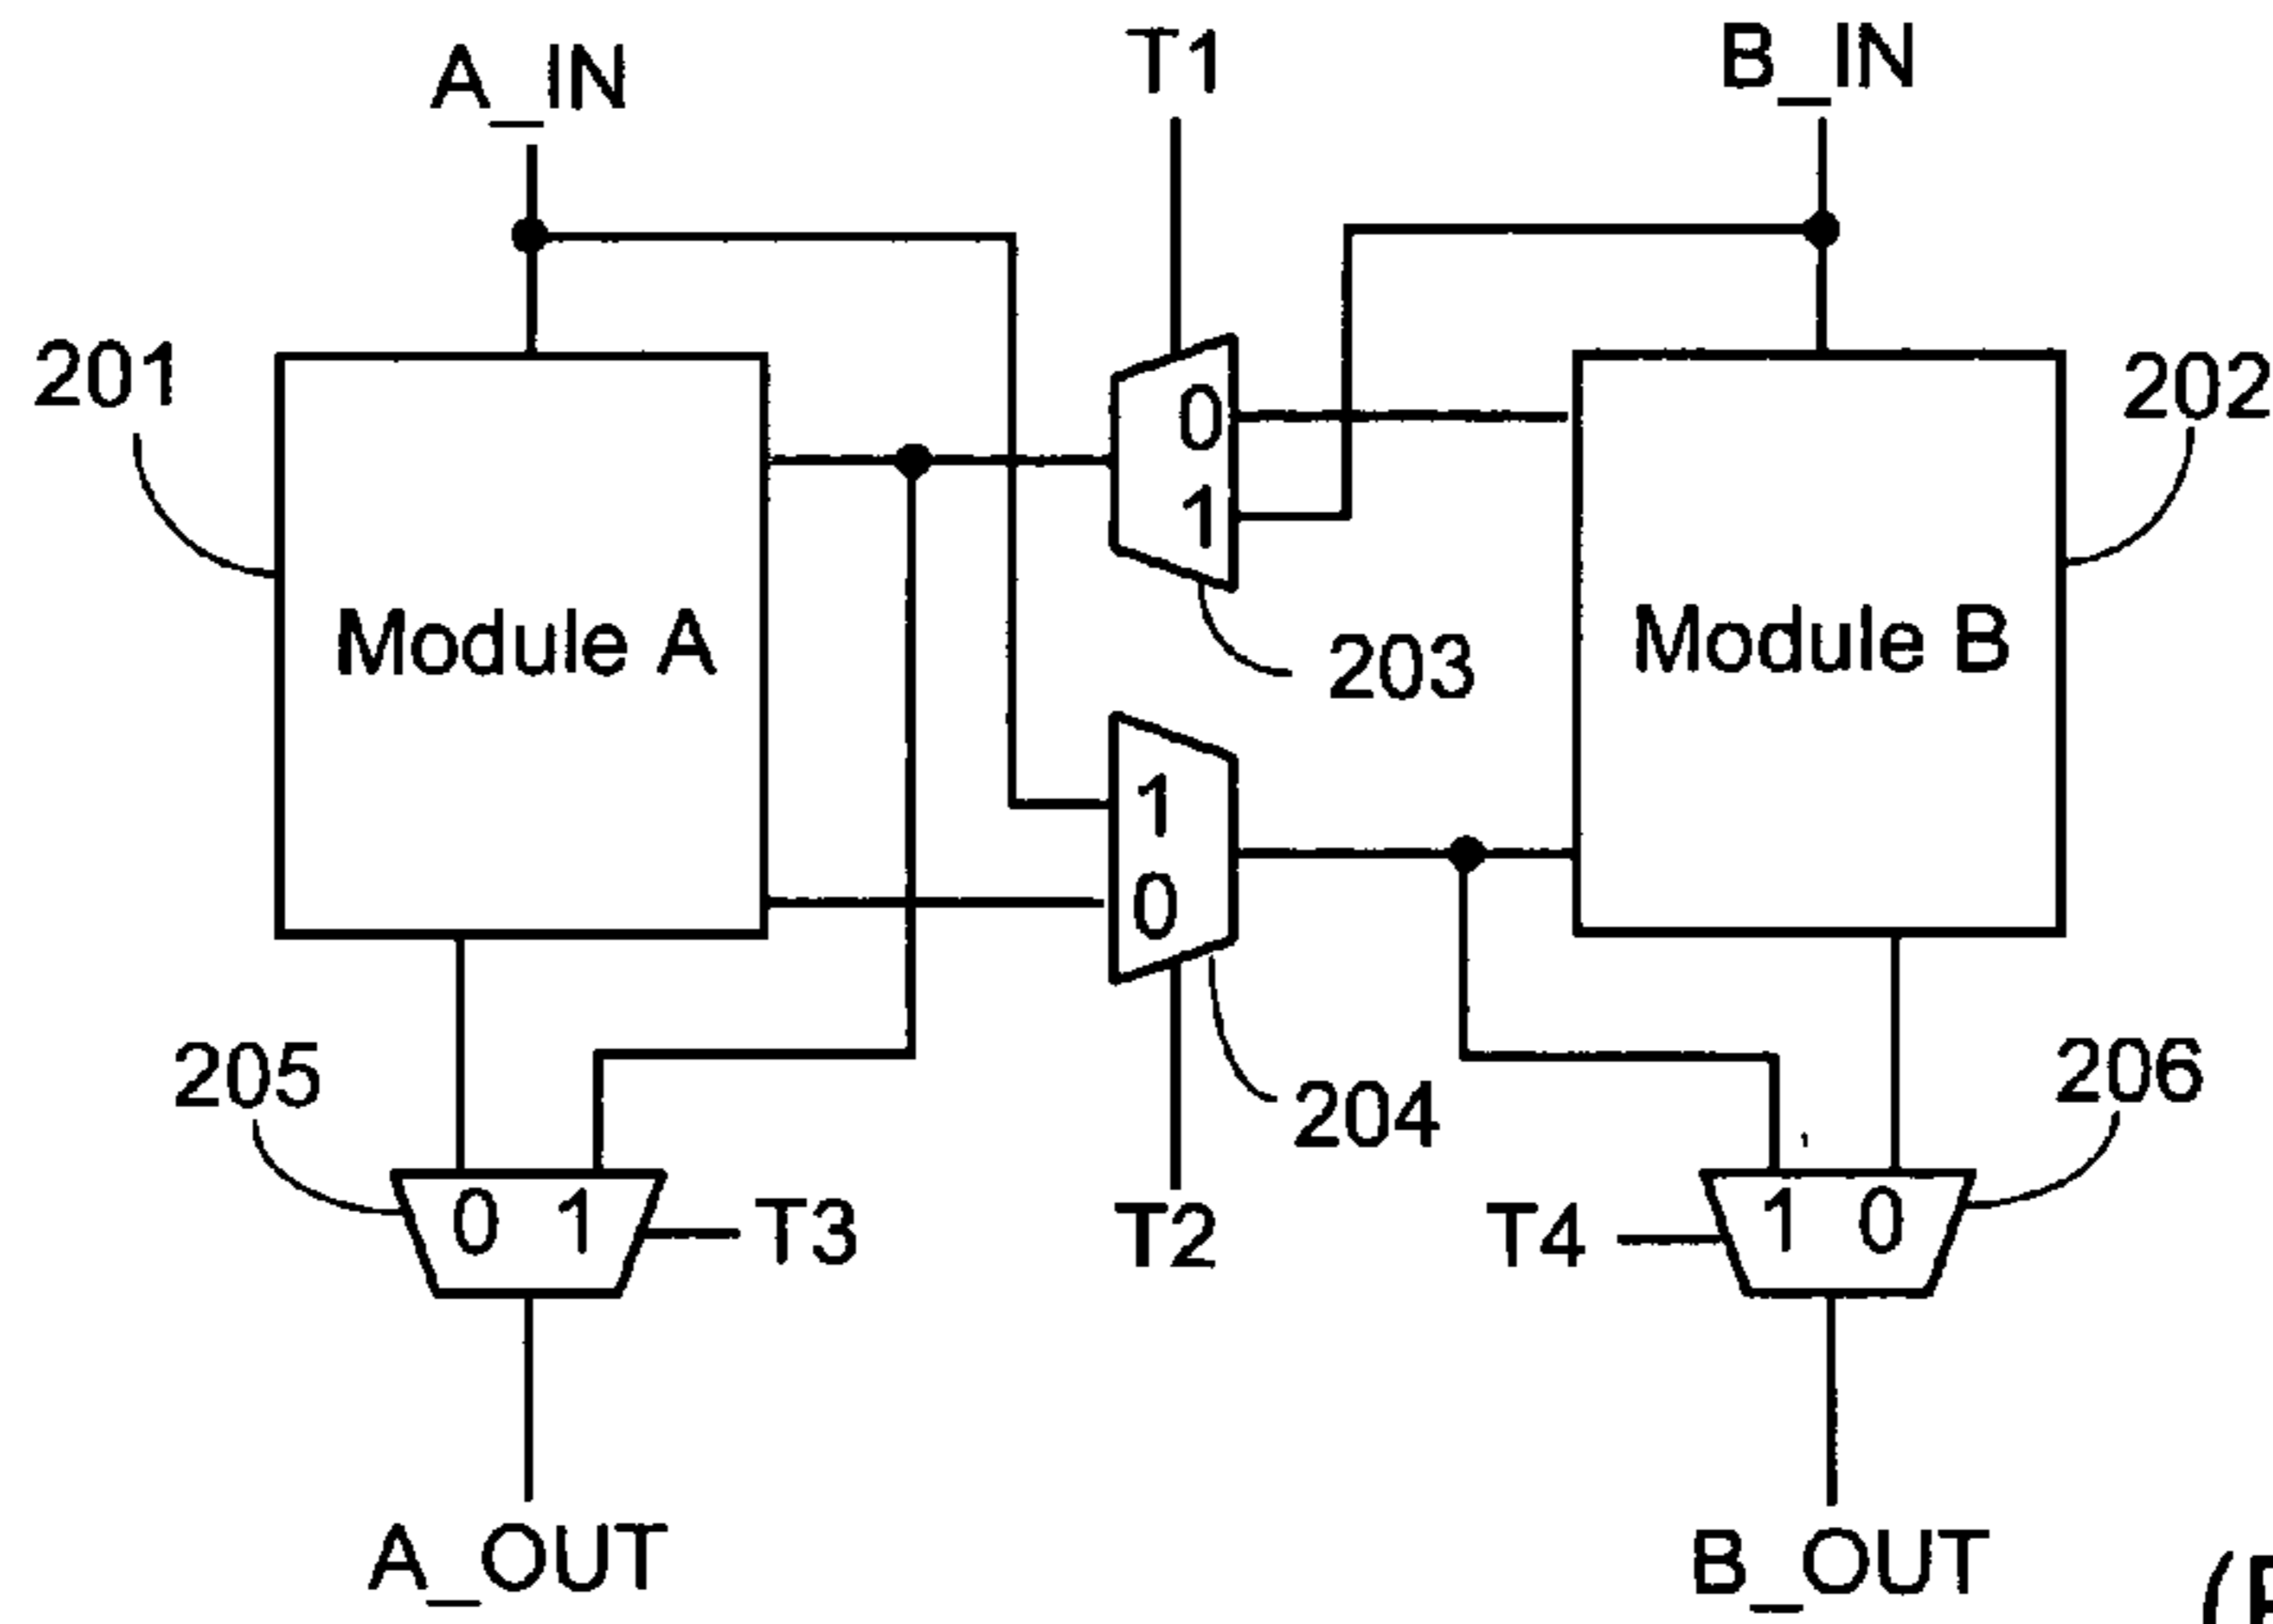 A_IN
T1
B_IN
201
202
0
1
Module A
Module B
203
1
0
205
204
206
0 1
T3
T2
T4
1 0
A_OUT
B_OUT